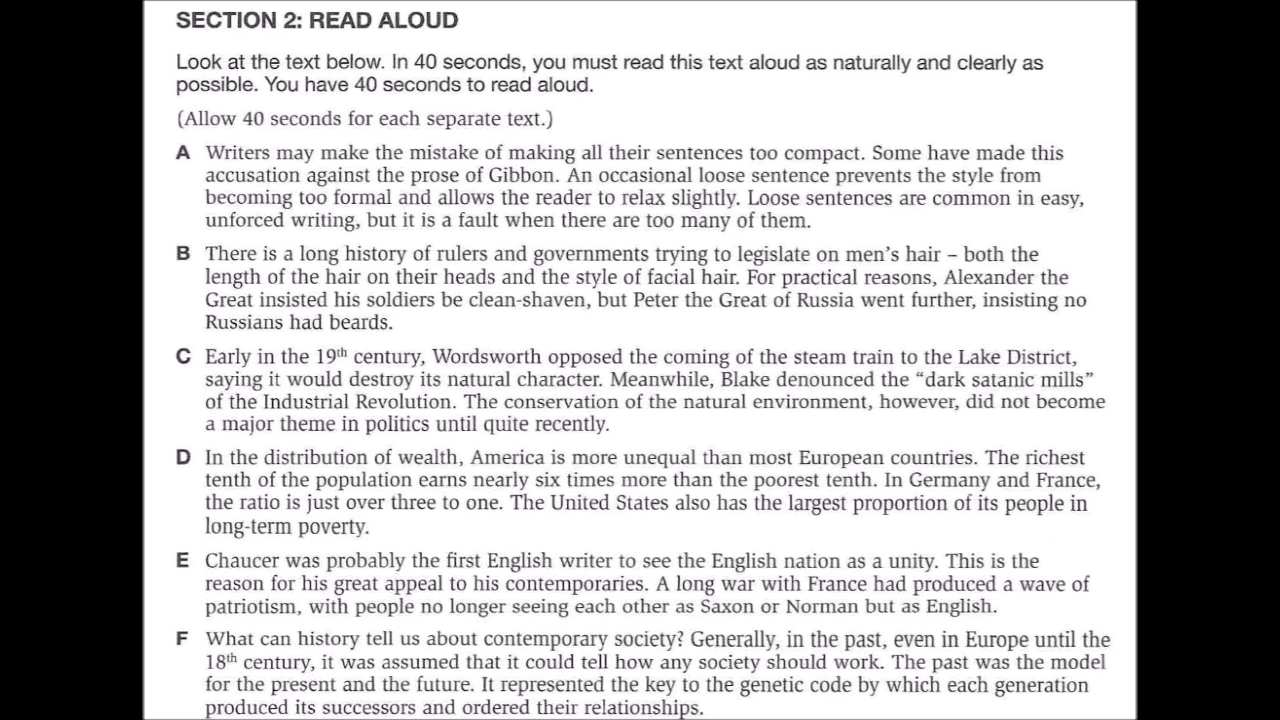 SECTION 2: READ ALOUD
Look at the text below. In 40 seconds, you must read this text aloud as naturally and clearly as
possible. You have 40 seconds to read aloud.
(Allow 40 seconds for each separate text.)
A Writers may make the mistake of making all their sentences too compact. Some have made this
accusation against the prose of Gibbon. An occasional loose sentence prevents the style from
becoming too formal and allows the reader to relax slightly. Loose sentences are common in easy,
unforced writing, but it is a fault when there are too many of them.
B There is a long history of rulers and governments trying to legislate on men's hair – both the
length of the hair on their heads and the style of facial hair. For practical reasons, Alexander the
Great insisted his soldiers be clean-shaven, but Peter the Great of Russia went further, insisting no
Russians had beards.
C Early in the 19th century, Wordsworth opposed the coming of the steam train to the Lake District,
saying it would destroy its natural character. Meanwhile, Blake denounced the “dark satanic mills”
of the Industrial Revolution. The conservation of the natural environment, however, did not become
a major theme in politics until quite recently.
D In the distribution of wealth, America is more unequal than most European countries. The richest
tenth of the population earns nearly six times more than the poorest tenth. In Germany and France,
the ratio is just over three to one. The United States also has the largest proportion of its people in
long-term poverty.
E Chaucer was probably the first English writer to see the English nation as a unity. This is the
reason for his great appeal to his contemporaries. A long war with France had produced a wave of
patriotism, with people no longer seeing each other as Saxon or Norman but as English.
F What can history tell us about contemporary society? Generally, in the past, even in Europe until the
18th century, it was assumed that it could tell how any society should work. The past was the model
for the present and the future. It represented the key to the genetic code by which each generation
produced its successors and ordered their relationships.